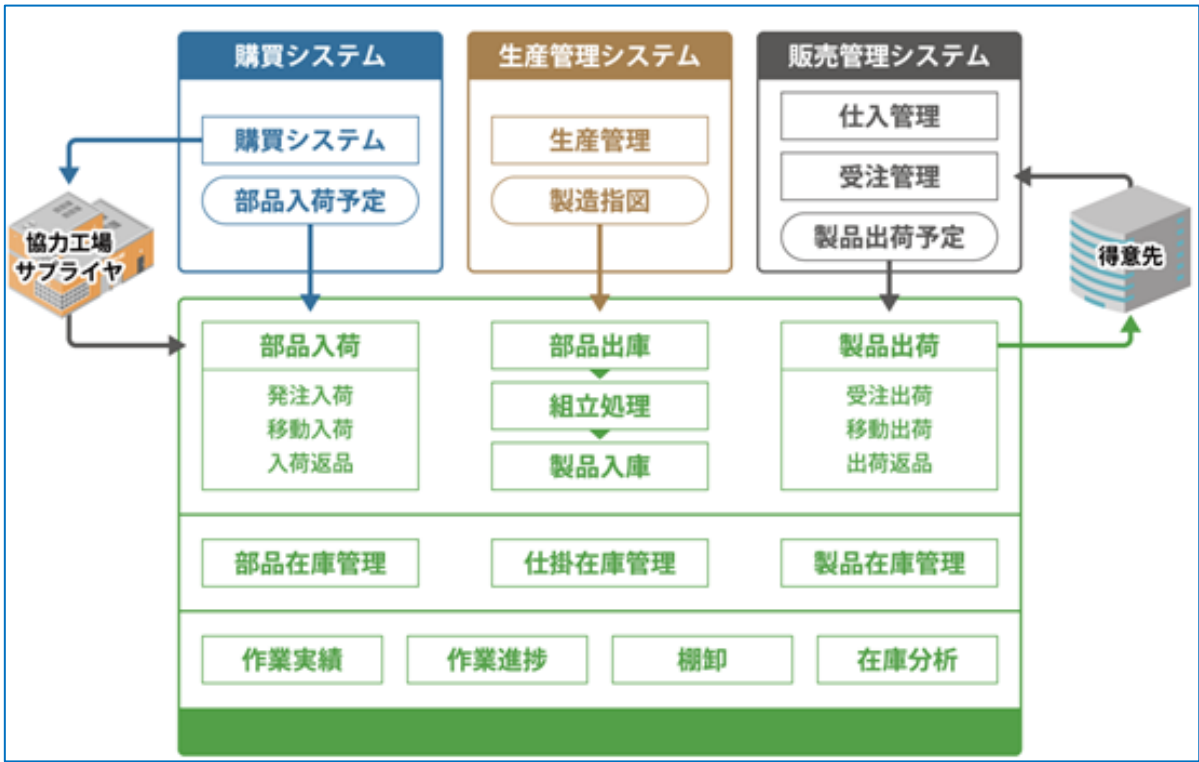 購買システム
生産管理システム
販売管理システム
購買システム
部品入荷予定
生産管理
製造指図
仕入管理
受注管理
製品出荷予定
協力工場
サプライヤ
得意先
部品入荷
発注入荷
移動入荷
入荷返品
部品出庫
組立処理
製品入庫
製品出荷
受注出荷
移動出荷
出荷返品
部品在庫管理
仕掛在庫管理
製品在庫管理
作業実績
作業進捗
棚卸
在庫分析